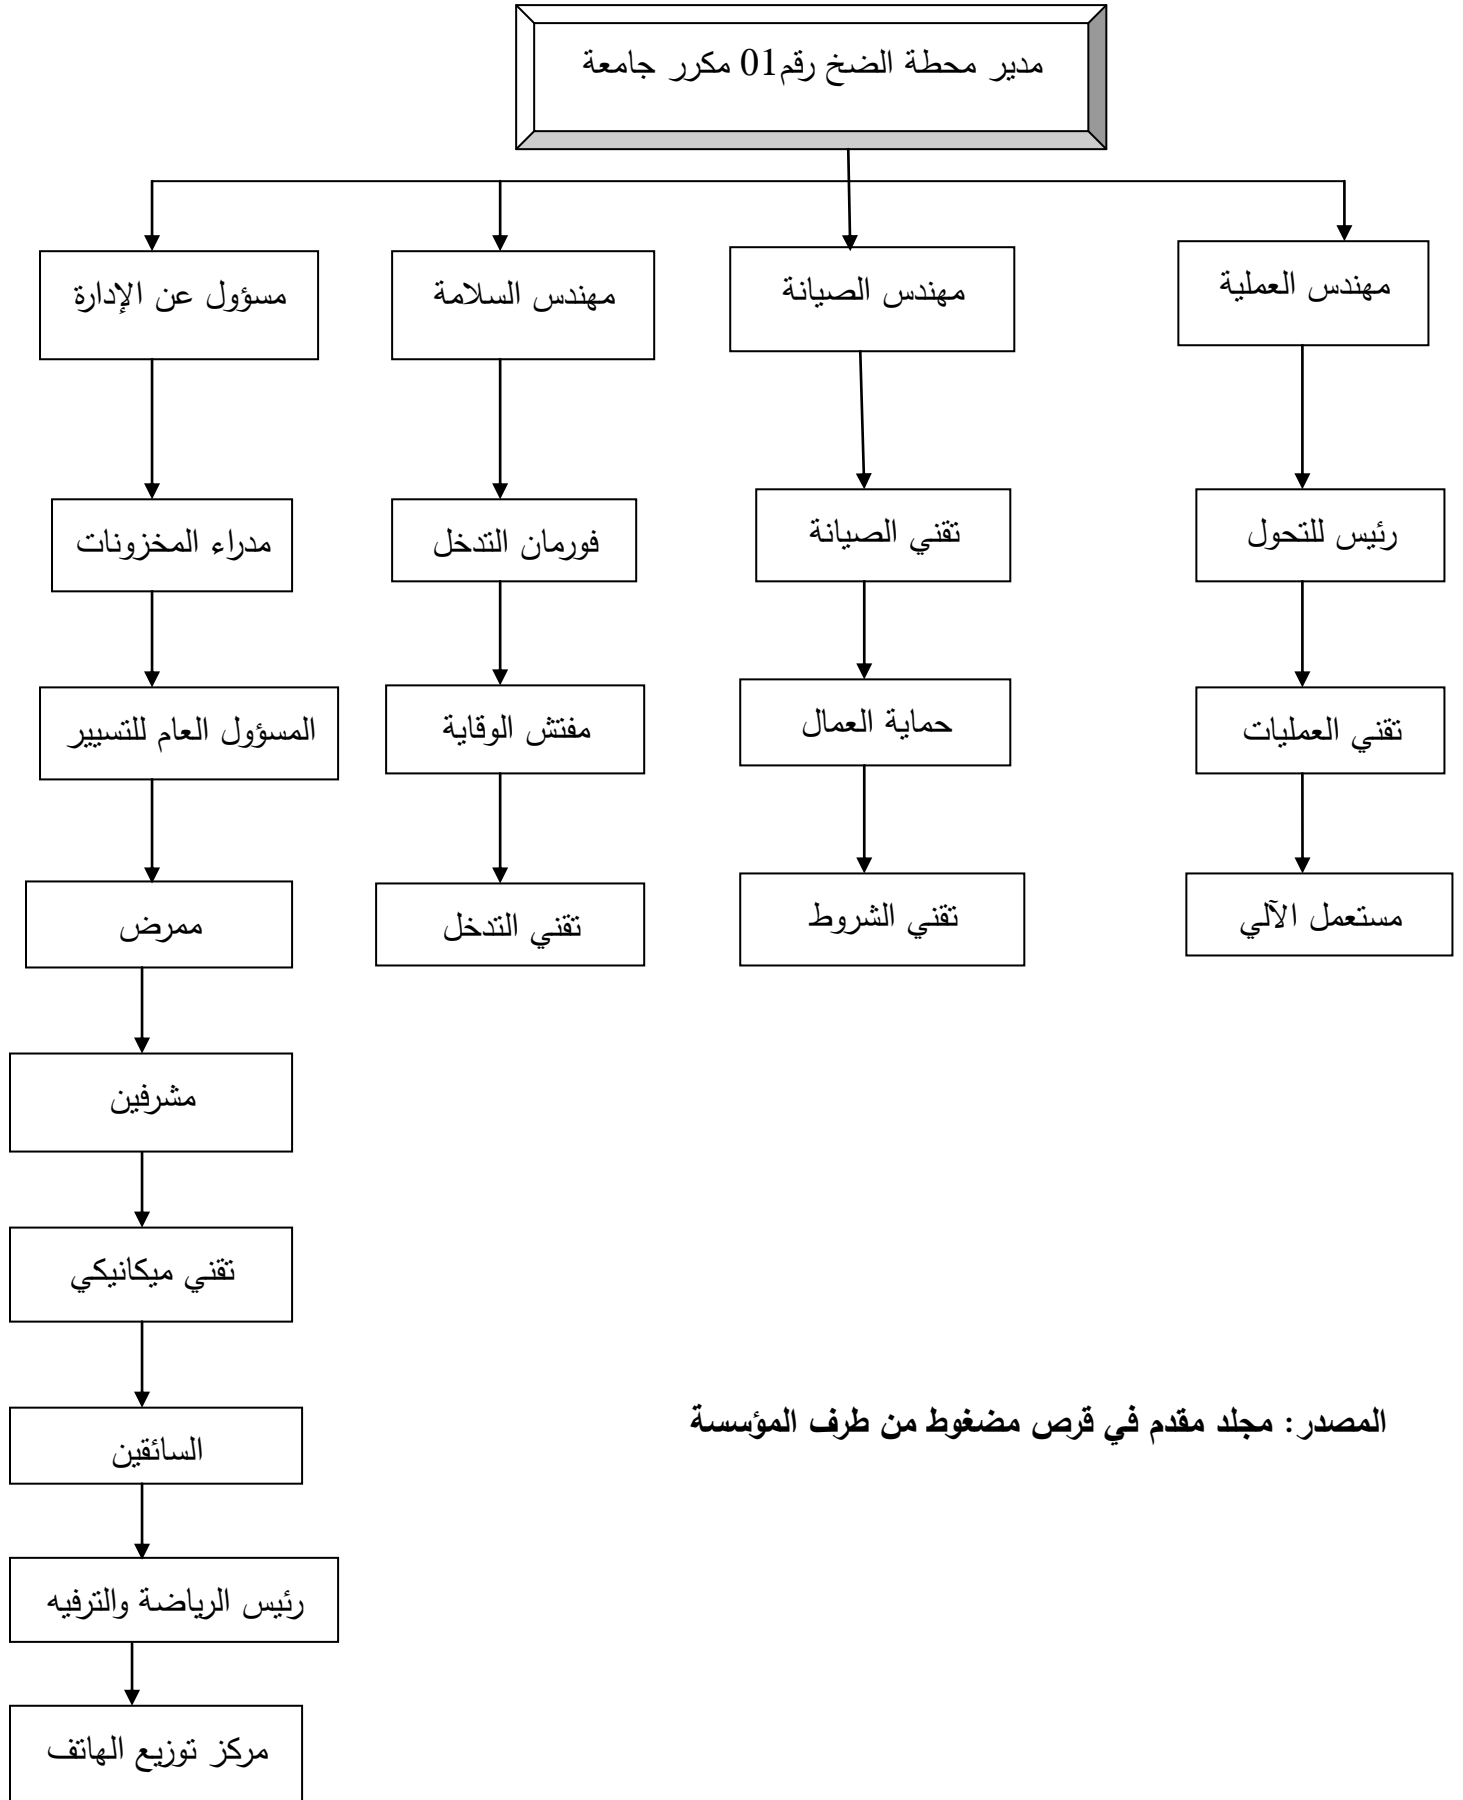 مدير محطة الضخ رقم01 مكرر جامعة
مهندس العملية
مهندس الصيانة
مهندس السلامة
مسؤول عن الإدارة
رئيس للتحول
تقني الصيانة
فورمان التدخل
مدراء المخزونات
تقني العمليات
حماية العمال
مفتش الوقاية
المسؤول العام للتسيير
مستعمل الآلي
تقني الشروط
تقني التدخل
ممرض
مشرفين
تقني ميكانيكي
المصدر: مجلد مقدم في قرص مضغوط من طرف المؤسسة
السائقين
رئيس الرياضة والترفيه
مركز توزيع الهاتف